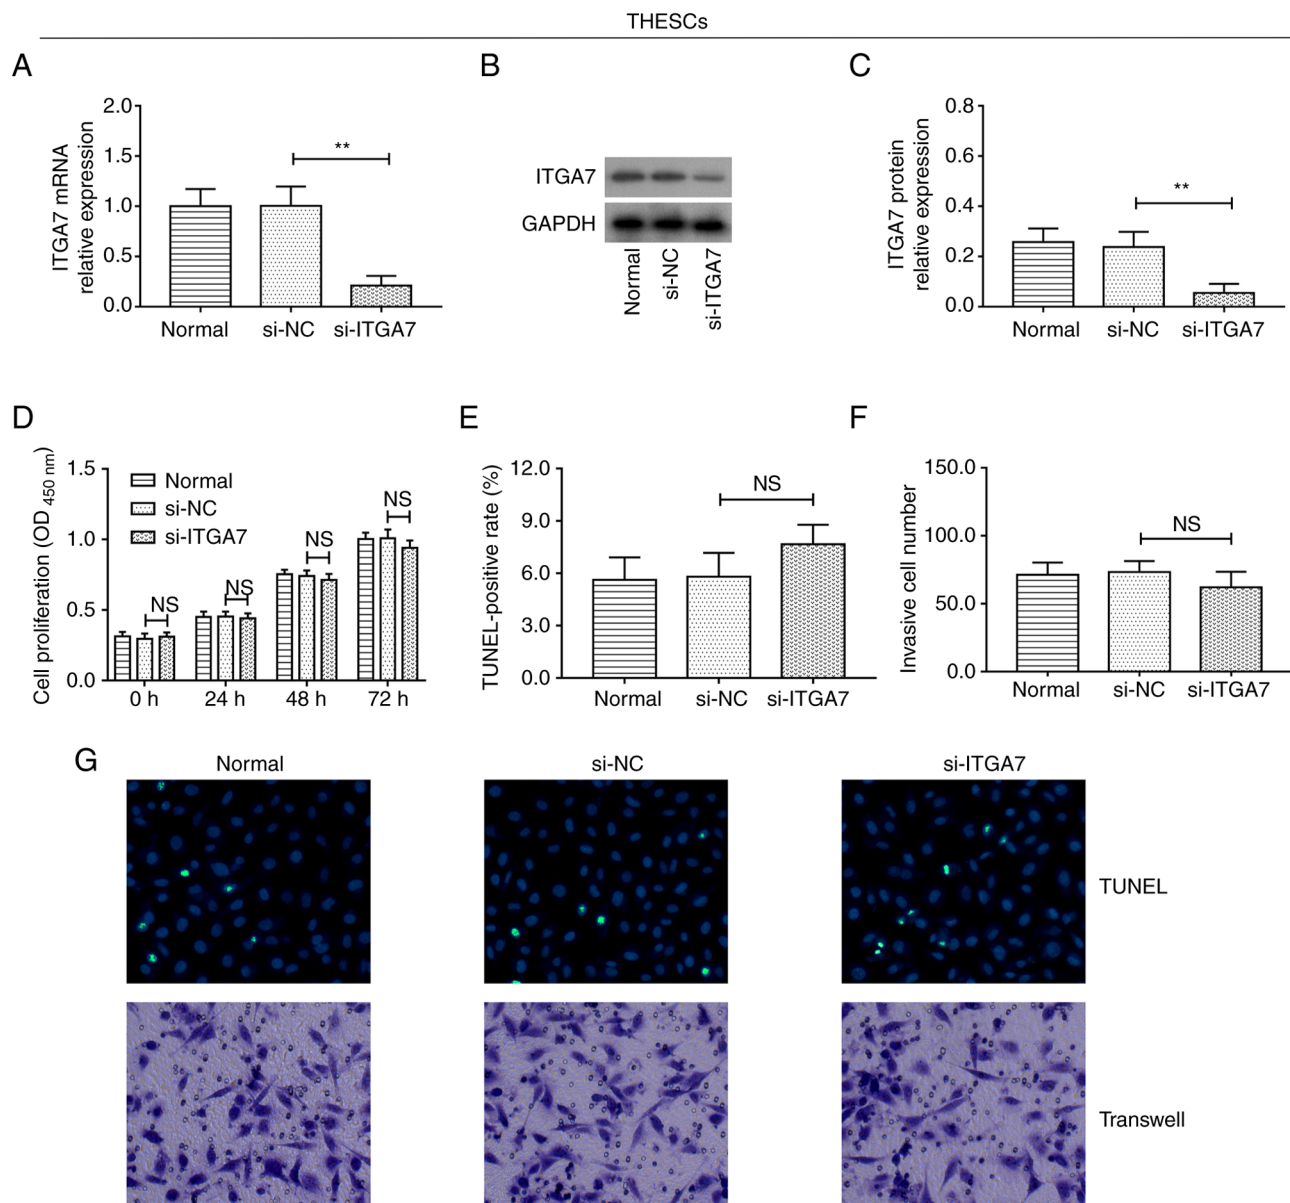 THESCs
A
B
C
ITGA7 mRNA
relative expression
2.0
1.5
1.0
0.5
0.0
**
Normal
si-NC
si-ITGA7
ITGA7
GAPDH
Normal
si-NC
si-ITGA7
ITGA7 protein
relative expression
0.8
0.6
0.4
0.2
0.0
**
Normal
si-NC
si-ITGA7
D
E
F
Cell proliferation (OD 450 nm)
1.5
1.0
0.5
0.0
Normal
si-NC
si-ITGA7
NS
NS
NS
NS
0 h
24 h
48 h
72 h
TUNEL-positive rate (%)
12.0
9.0
6.0
3.0
0.0
NS
Normal
si-NC
si-ITGA7
Invasive cell number
150.0
100.0
50.0
0.0
NS
Normal
si-NC
si-ITGA7
G
Normal
si-NC
si-ITGA7
TUNEL
Transwell